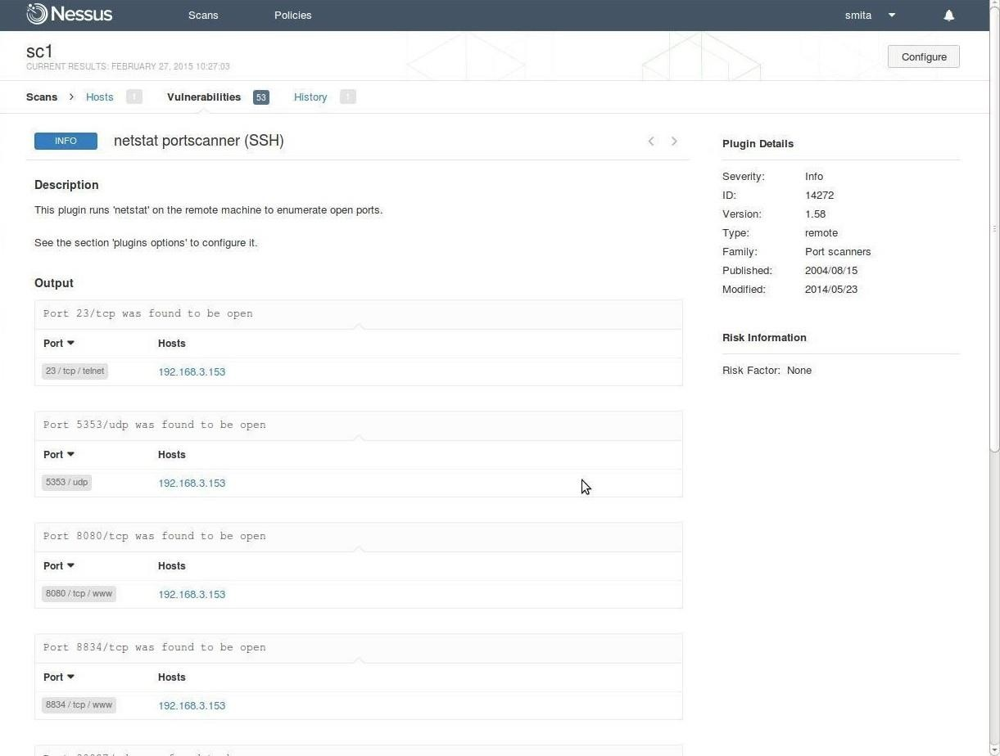 Nessus Scans Policies smita
sc1
CURRENT RESULTS: FEBRUARY 27, 2015 10:27:03
Configure
Scans > Hosts 1 Vulnerabilities 53 History 1
INFO netstat portscanner (SSH)
Description
This plugin runs 'netstat' on the remote machine to enumerate open ports.
See the section 'plugins options' to configure it.
Output
Port 23/tcp was found to be open
Port Hosts
23 / tcp / telnet 192.168.3.153
Port 5353/udp was found to be open
Port Hosts
5353 / udp 192.168.3.153
Port 8080/tcp was found to be open
Port Hosts
8080 / tcp / www 192.168.3.153
Port 8834/tcp was found to be open
Port Hosts
8834 / tcp / www 192.168.3.153
Plugin Details
Severity: Info
ID: 14272
Version: 1.58
Type: remote
Family: Port scanners
Published: 2004/08/15
Modified: 2014/05/23
Risk Information
Risk Factor: None